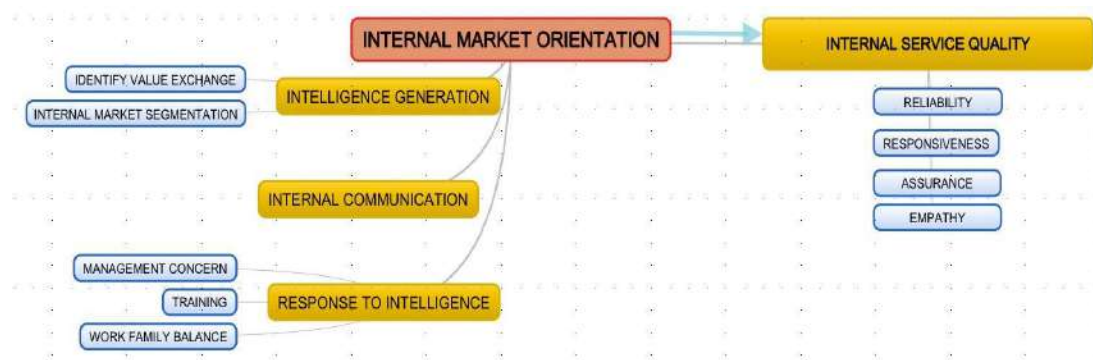 INTERNAL MARKET ORIENTATION
INTERNAL SERVICE QUALITY
IDENTIFY VALUE EXCHANGE
INTERNAL MARKET SEGMENTATION
INTELLIGENCE GENERATION
INTERNAL COMMUNICATION
MANAGEMENT CONCERN
TRAINING
WORK FAMILY BALANCE
RESPONSE TO INTELLIGENCE
RELIABILITY
RESPONSIVENESS
ASSURANCE
EMPATHY